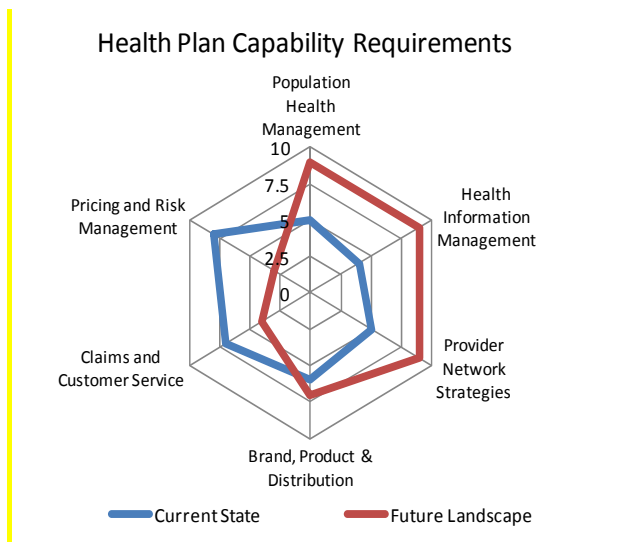 Health Plan Capability Requirements
Population
Health
Management
10
7.5
5
2.5
0
Health
Information
Management
Provider
Network
Strategies
Brand, Product &
Distribution
Claims and
Customer Service
Pricing and Risk
Management
Current State
Future Landscape